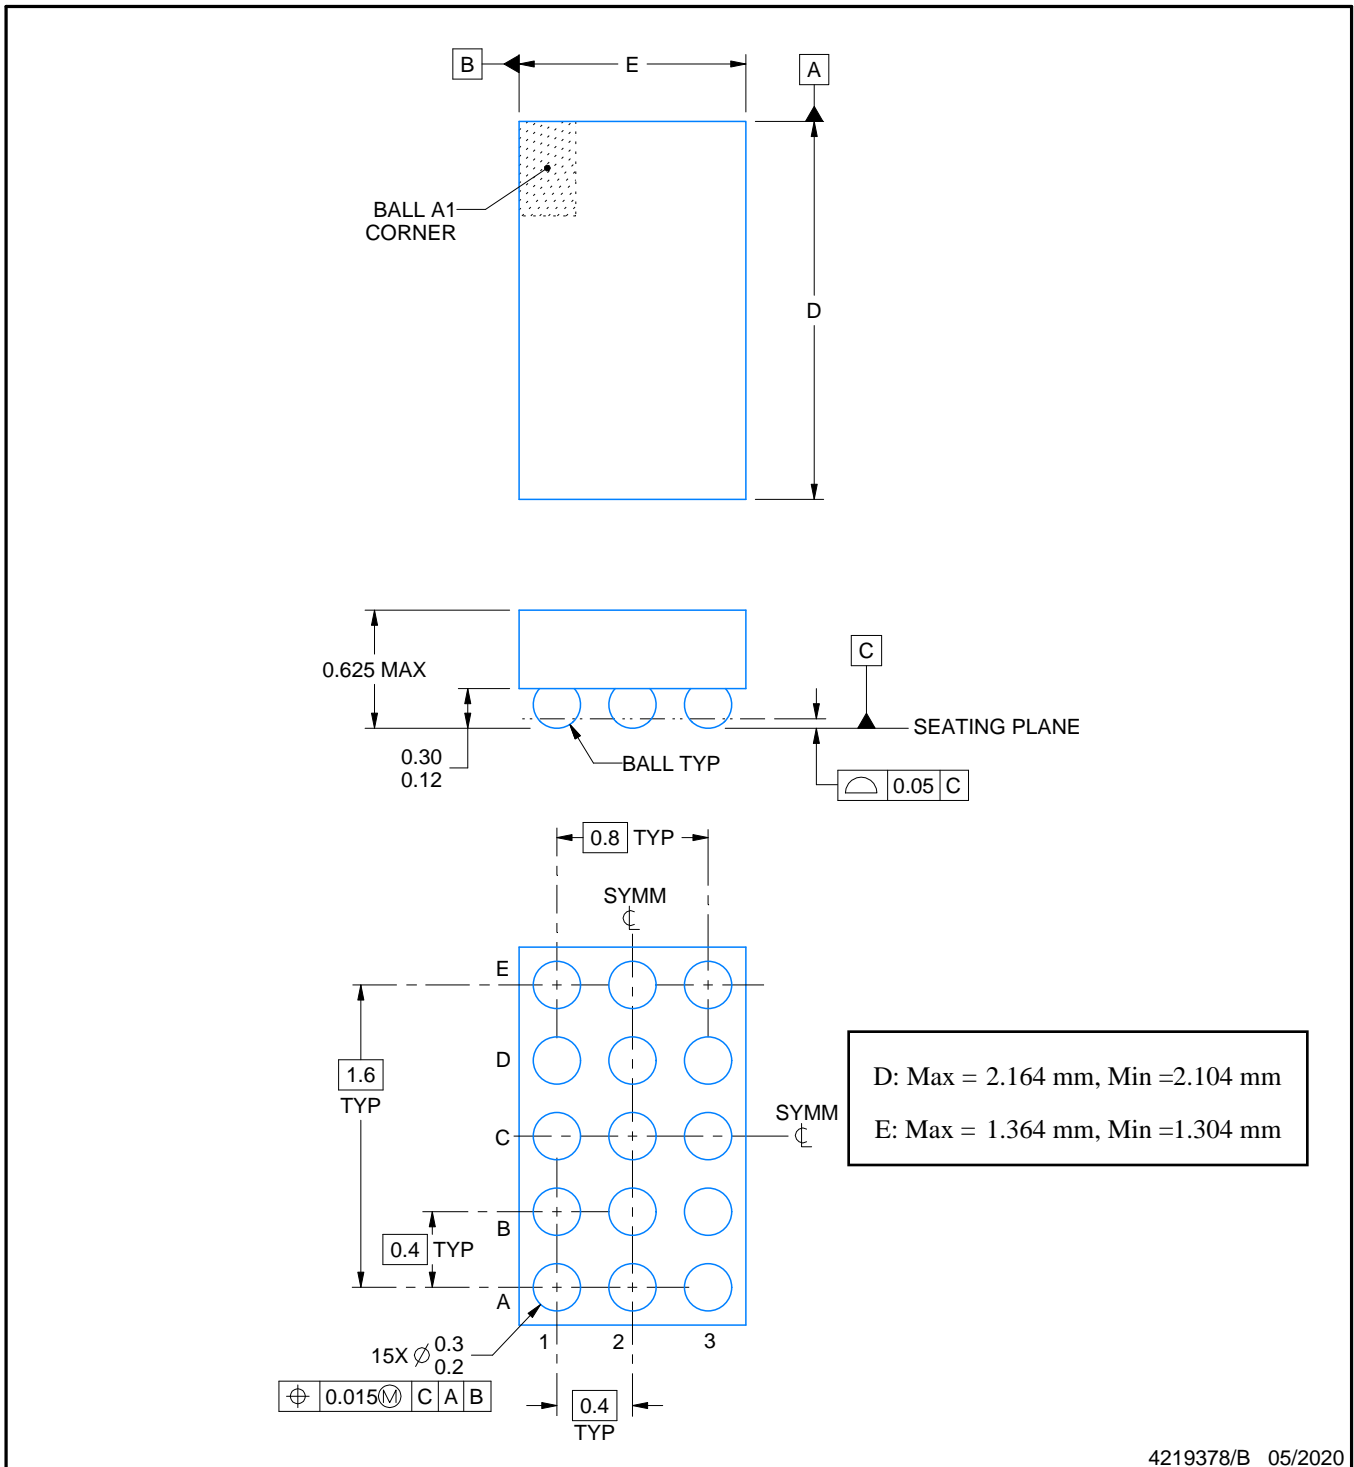 B
E
A
BALL A1
CORNER
D
0.625 MAX
C
SEATING PLANE
0.30
0.12
BALL TYP
0.05 C
0.8 TYP
SYMM
E
D
1.6
TYP
D: Max = 2.164 mm, Min =2.104 mm
E: Max = 1.364 mm, Min =1.304 mm
SYMM
C
B
0.4 TYP
A
1 2 3
15X ⌀ 0.3
0.2
⌖ 0.015Ⓜ C A B
0.4
TYP
4219378/B 05/2020